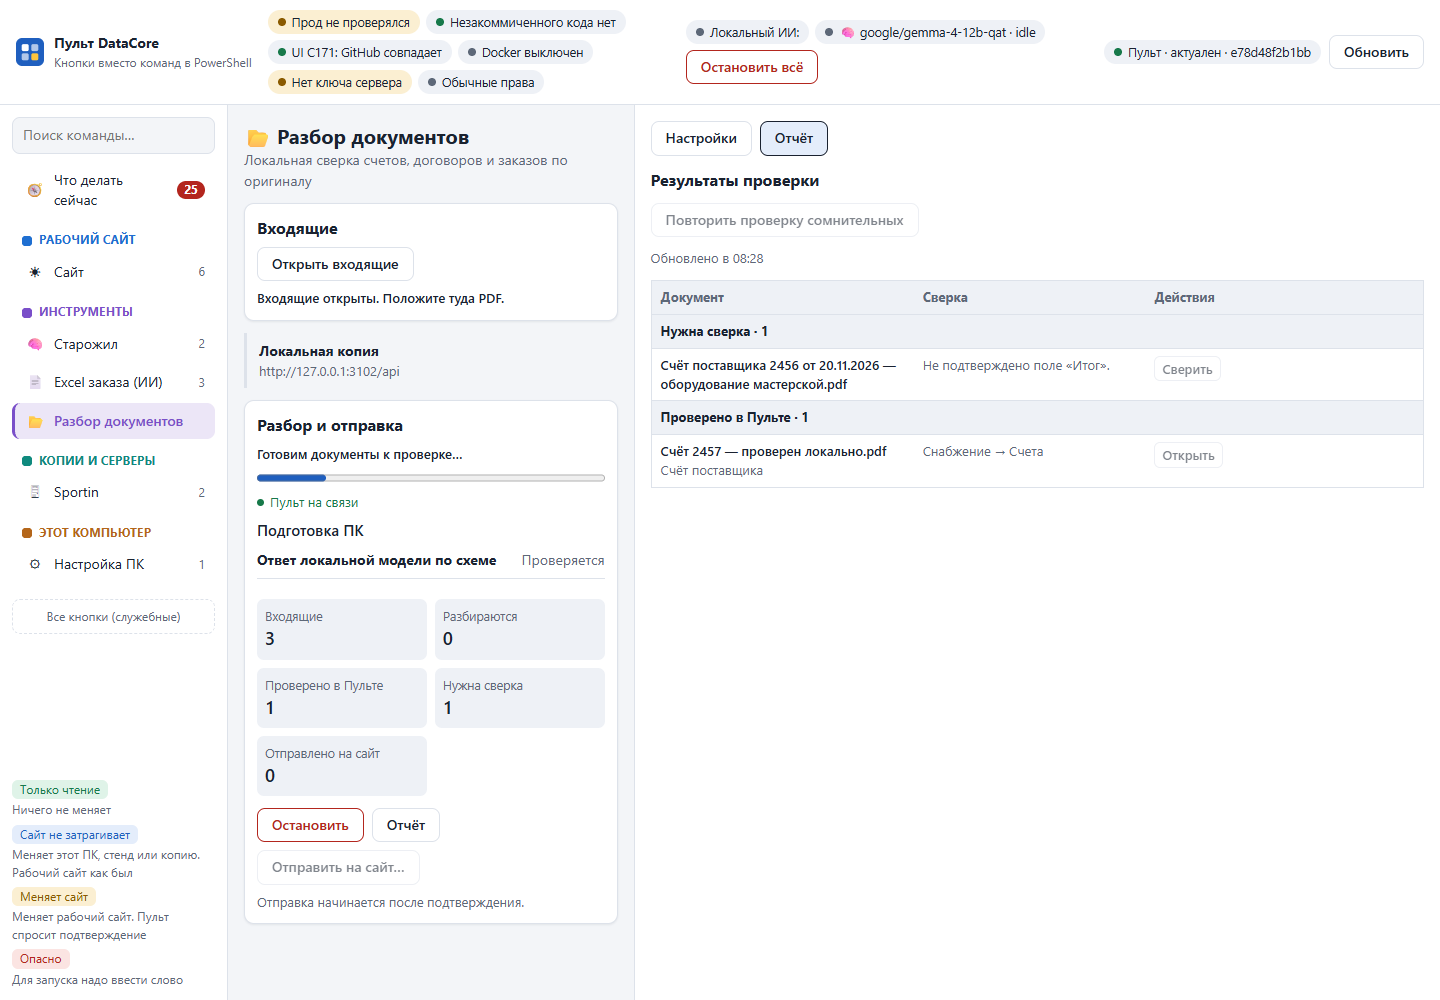 Пульт DataCore
Кнопки вместо команд в PowerShell
Прод не проверялся
Незакоммиченного кода нет
UI C171: GitHub совпадает
Docker выключен
Нет ключа сервера
Обычные права
Локальный ИИ:
google/gemma-4-12b-qat · idle
Остановить всё
Пульт · актуален · e78d48f2b1bb
Обновить
Поиск команды...
Что делать
сейчас
25
РАБОЧИЙ САЙТ
Сайт 6
ИНСТРУМЕНТЫ
Старожил 2
Excel заказа (ИИ) 3
Разбор документов
КОПИИ И СЕРВЕРЫ
Sportin 2
ЭТОТ КОМПЬЮТЕР
Настройка ПК 1
Все кнопки (служебные)
Только чтение
Ничего не меняет
Сайт не затрагивает
Меняет этот ПК, стенд или копию.
Рабочий сайт как был
Меняет сайт
Меняет рабочий сайт. Пульт
спросит подтверждение
Опасно
Для запуска надо ввести слово
Разбор документов
Локальная сверка счетов, договоров и заказов по
оригиналу
Входящие
Открыть входящие
Входящие открыты. Положите туда PDF.
Локальная копия
http://127.0.0.1:3102/api
Разбор и отправка
Готовим документы к проверке...
Пульт на связи
Подготовка ПК
Ответ локальной модели по схеме Проверяется
Входящие
3
Разбираются
0
Проверено в Пульте
1
Нужна сверка
1
Отправлено на сайт
0
Остановить
Отчёт
Отправить на сайт...
Отправка начинается после подтверждения.
Настройки
Отчёт
Результаты проверки
Повторить проверку сомнительных
Обновлено в 08:28
Документ Сверка Действия
Нужна сверка · 1
Счёт поставщика 2456 от 20.11.2026 —
оборудование мастерской.pdf
Не подтверждено поле «Итог».
Сверить
Проверено в Пульте · 1
Счёт 2457 — проверен локально.pdf
Счёт поставщика
Снабжение → Счета
Открыть